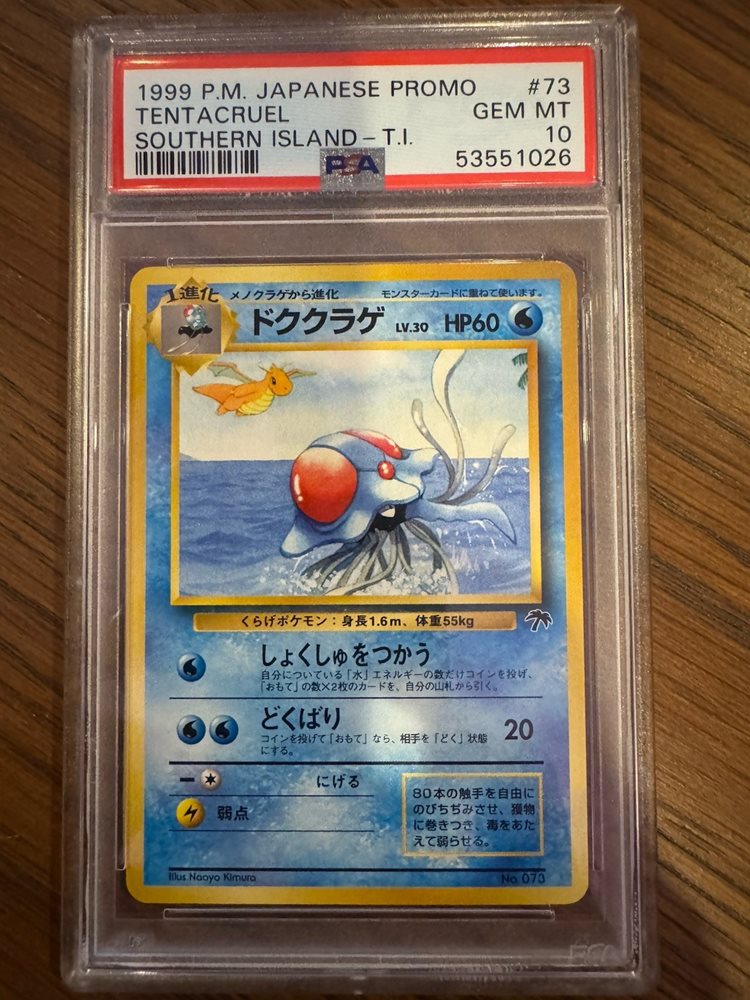 1999 P.M. JAPANESE PROMO #73
TENTACRUEL GEM MT
SOUTHERN ISLAND-T.I. 10
PSA 53551026
1進化 メノクラゲから進化 モンスターカードに重ねて使います。
ドククラゲ LV.30 HP60
くらげポケモン:身長1.6m、体重55kg
しょくしゅをつかう
自分についている「水」エネルギーの数だけコインを投げ、
「おもて」の数×2枚のカードを、自分の山札から引く。
どくばり 20
コインを投げて「おもて」なら、相手を「どく」状態
にする。
にげる
弱点
80本の触手を自由に
のびちぢみさせ、獲物
に巻きつき、毒をあた
えて弱らせる。
Illus.Naoyo Kimura No.073